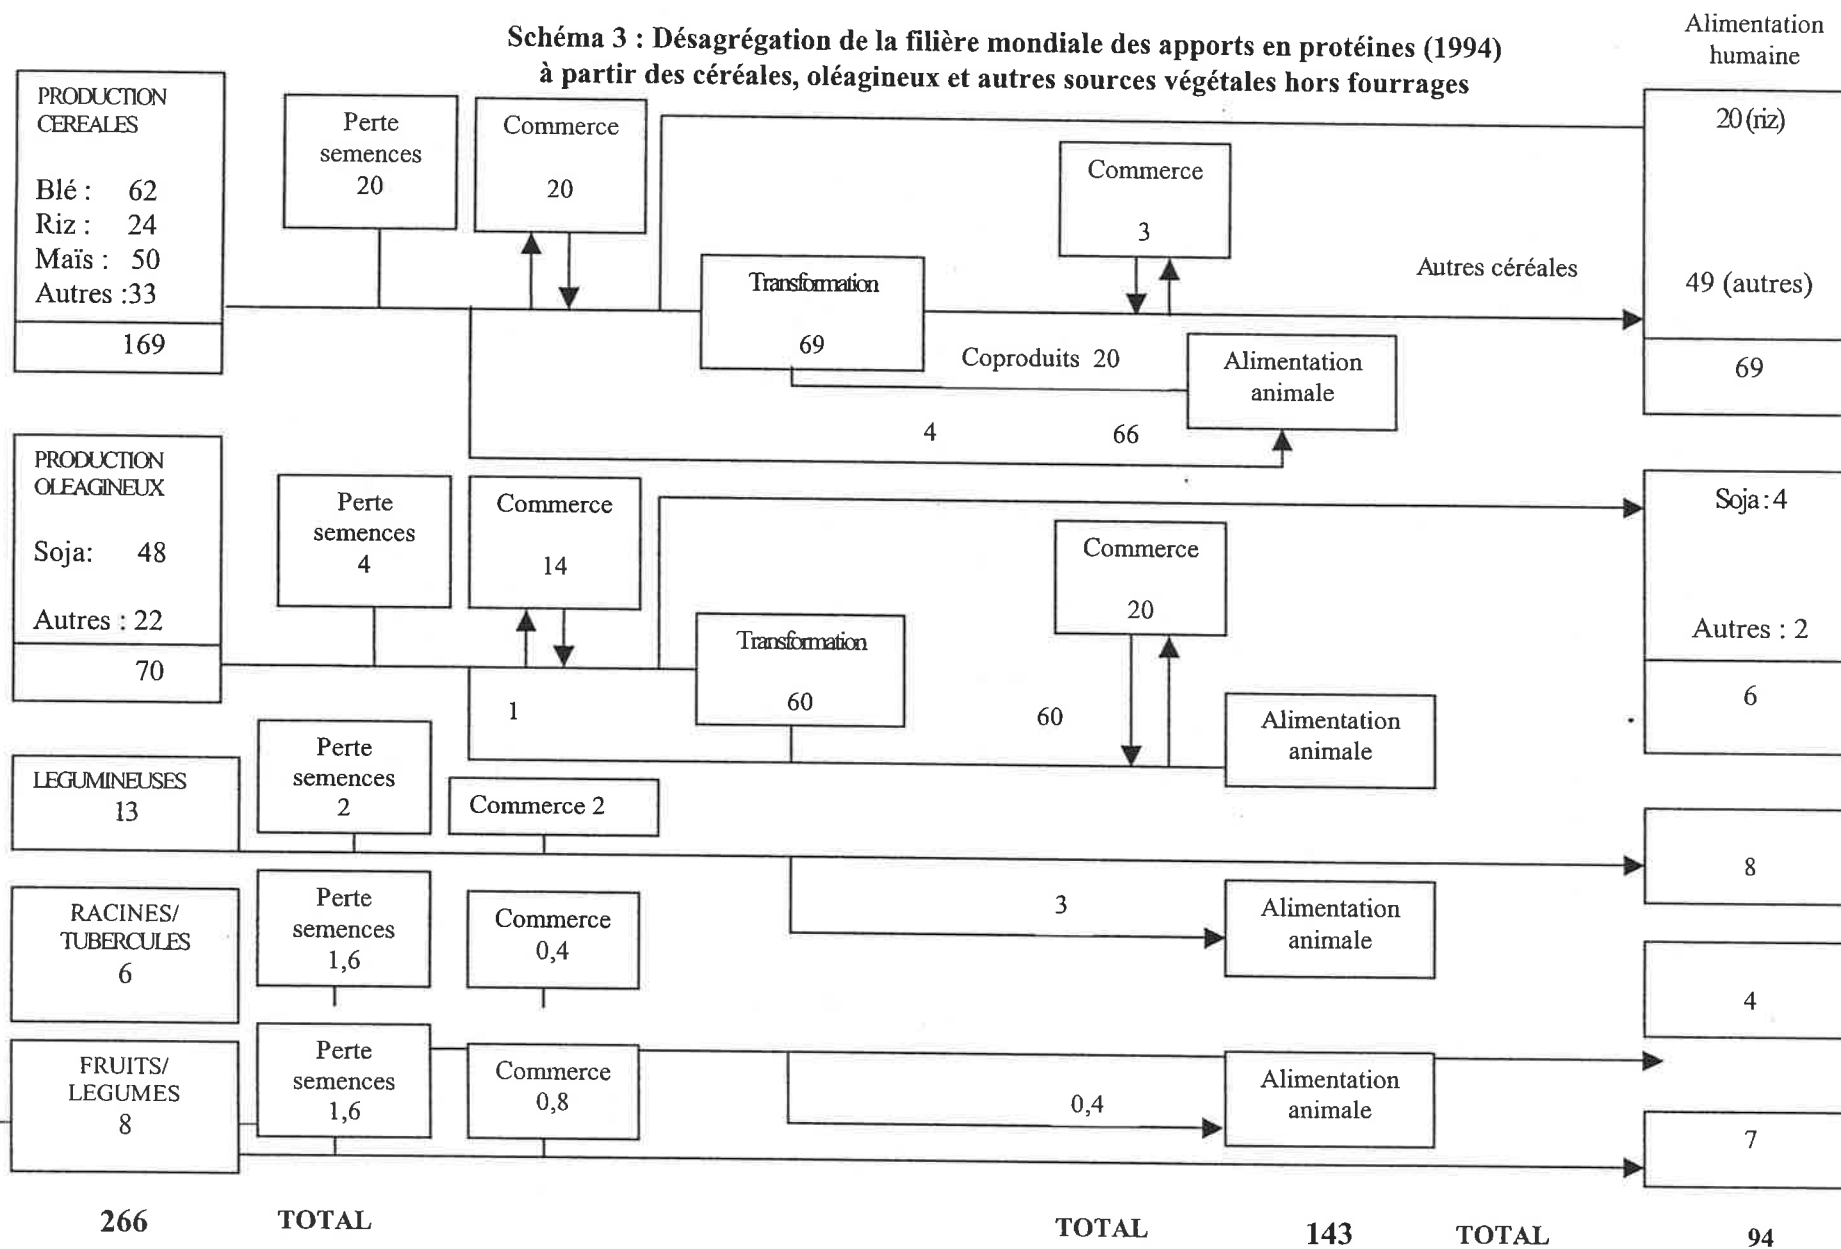 Schéma 3 : Désagrégation de la filière mondiale des apports en protéines (1994)
à partir des céréales, oléagineux et autres sources végétales hors fourrages
Alimentation
humaine
PRODUCTION
CEREALES
Blé : 62
Riz : 24
Maïs : 50
Autres :33
169
Perte
semences
20
Commerce
20
Transformation
69
Commerce
3
Autres céréales
20 (riz)
49 (autres)
69
Coproduits 20
Alimentation
animale
4
66
PRODUCTION
OLEAGINEUX
Soja: 48
Autres : 22
70
Perte
semences
4
Commerce
14
Transformation
60
Commerce
20
Soja : 4
Autres : 2
6
1
60
Alimentation
animale
LEGUMINEUSES
13
Perte
semences
2
Commerce 2
8
3
Alimentation
animale
RACINES/
TUBERCULES
6
Perte
semences
1,6
Commerce
0,4
4
FRUITS/
LEGUMES
8
Perte
semences
1,6
Commerce
0,8
0,4
Alimentation
animale
7
266 TOTAL TOTAL 143 TOTAL 94